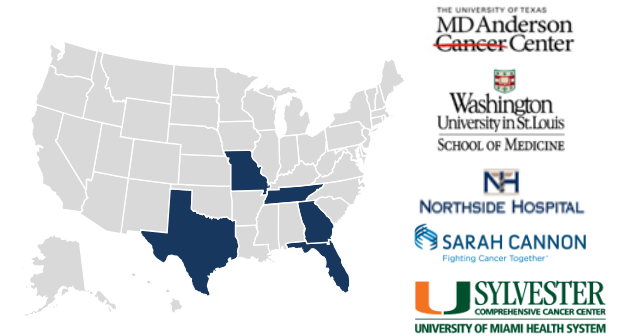 THE UNIVERSITY OF TEXAS
MD Anderson
Cancer Center
Washington
University in St. Louis
SCHOOL OF MEDICINE
NORTHSIDE HOSPITAL
SARAH CANNON
Fighting Cancer Together
SYLVESTER
COMPREHENSIVE CANCER CENTER
UNIVERSITY OF MIAMI HEALTH SYSTEM